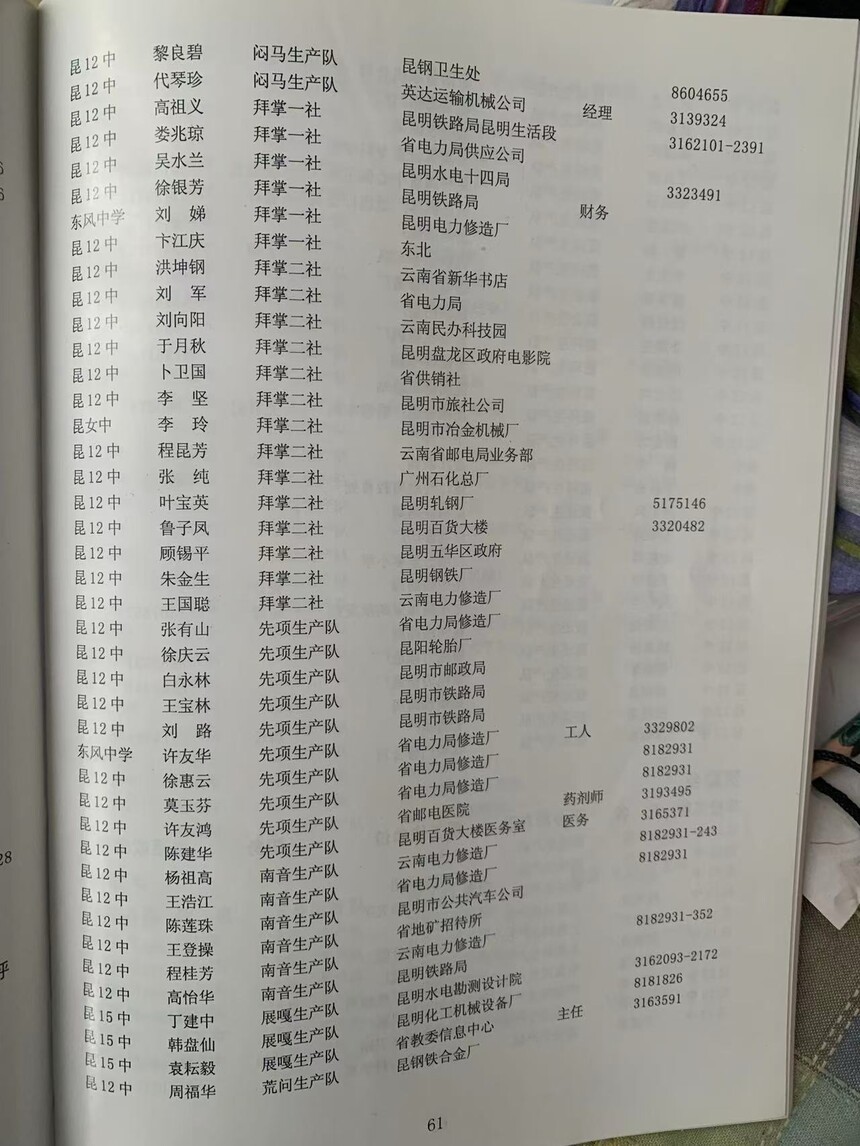 昆12中 黎良碧 闷马生产队 昆钢卫生处
昆12中 代琴珍 闷马生产队 英达运输机械公司 经理 8604655
昆12中 高祖义 拜掌一社 昆明铁路局昆明生活段 3139324
昆12中 娄兆琼 拜掌一社 省电力局供应公司 3162101-2391
昆12中 吴水兰 拜掌一社 昆明水电十四局
昆12中 徐银芳 拜掌一社 昆明铁路局 财务 3323491
东风中学 刘 娣 拜掌一社 昆明电力修造厂
昆12中 卞江庆 拜掌一社 东北
昆12中 洪坤钢 拜掌二社 云南省新华书店
昆12中 刘 军 拜掌二社 省电力局
昆12中 刘向阳 拜掌二社 云南民办科技园
昆12中 于月秋 拜掌二社 昆明盘龙区政府电影院
昆12中 卜卫国 拜掌二社 省供销社
昆12中 李 坚 拜掌二社 昆明市旅社公司
昆女中 李 玲 拜掌二社 昆明市冶金机械厂
昆12中 程昆芳 拜掌二社 云南省邮电局业务部
昆12中 张 纯 拜掌二社 广州石化总厂
昆12中 叶宝英 拜掌二社 昆明轧钢厂 5175146
昆12中 鲁子凤 拜掌二社 昆明百货大楼 3320482
昆12中 顾锡平 拜掌二社 昆明五华区政府
昆12中 朱金生 拜掌二社 昆明钢铁厂
昆12中 王国聪 拜掌二社 云南电力修造厂
昆12中 张有山 先项生产队 省电力局修造厂
昆12中 徐庆云 先项生产队 昆阳轮胎厂
昆12中 白永林 先项生产队 昆明市邮政局
昆12中 王宝林 先项生产队 昆明市铁路局
昆12中 刘 路 先项生产队 昆明市铁路局
东风中学 许友华 先项生产队 省电力局修造厂 工人 3329802
昆12中 徐惠云 先项生产队 省电力局修造厂 8182931
昆12中 莫玉芬 先项生产队 省电力局修造厂 8182931
昆12中 许友鸿 先项生产队 省邮电医院 药剂师 3193495
昆12中 陈建华 先项生产队 昆明百货大楼医务室 医务 3165371
昆12中 杨祖高 南音生产队 云南电力修造厂 8182931-243
昆12中 王浩江 南音生产队 省电力局修造厂 8182931
昆12中 陈莲珠 南音生产队 昆明市公共汽车公司
昆12中 王登操 南音生产队 省地矿招待所
昆12中 程桂芳 南音生产队 云南电力修造厂 8182931-352
昆12中 高怡华 南音生产队 昆明铁路局
昆15中 丁建中 展嘎生产队 昆明水电勘测设计院 3162093-2172
昆15中 韩盘仙 展嘎生产队 昆明化工机械设备厂 8181826
昆15中 袁耘毅 展嘎生产队 省教委信息中心 主任 3163591
昆12中 周福华 荒问生产队 昆钢铁合金厂
61